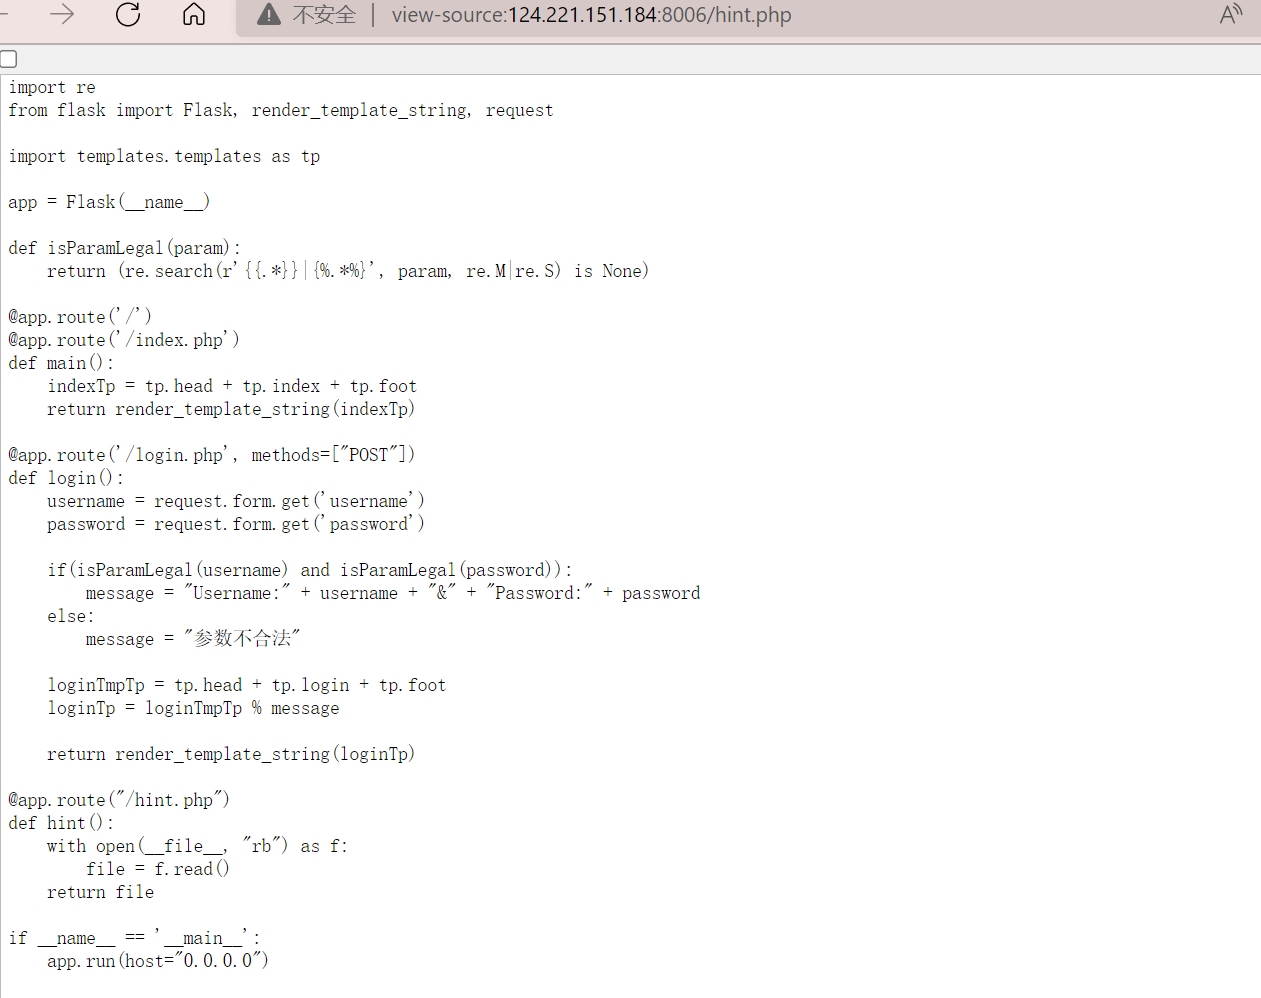 不安全 | view-source:124.221.151.184:8006/hint.php A
import re
from flask import Flask, render_template_string, request
import templates.templates as tp
app = Flask(__name__)
def isParamLegal(param):
    return (re.search(r'{{.*}}|{%.*%}', param, re.M|re.S) is None)
@app.route('/')
@app.route('/index.php')
def main():
    indexTp = tp.head + tp.index + tp.foot
    return render_template_string(indexTp)
@app.route('/login.php', methods=["POST"])
def login():
    username = request.form.get('username')
    password = request.form.get('password')
    if(isParamLegal(username) and isParamLegal(password)):
        message = "Username:" + username + "&" + "Password:" + password
    else:
        message = "参数不合法"
    loginTmpTp = tp.head + tp.login + tp.foot
    loginTp = loginTmpTp % message
    return render_template_string(loginTp)
@app.route("/hint.php")
def hint():
    with open(__file__, "rb") as f:
        file = f.read()
    return file
if __name__ == '__main__':
    app.run(host="0.0.0.0")